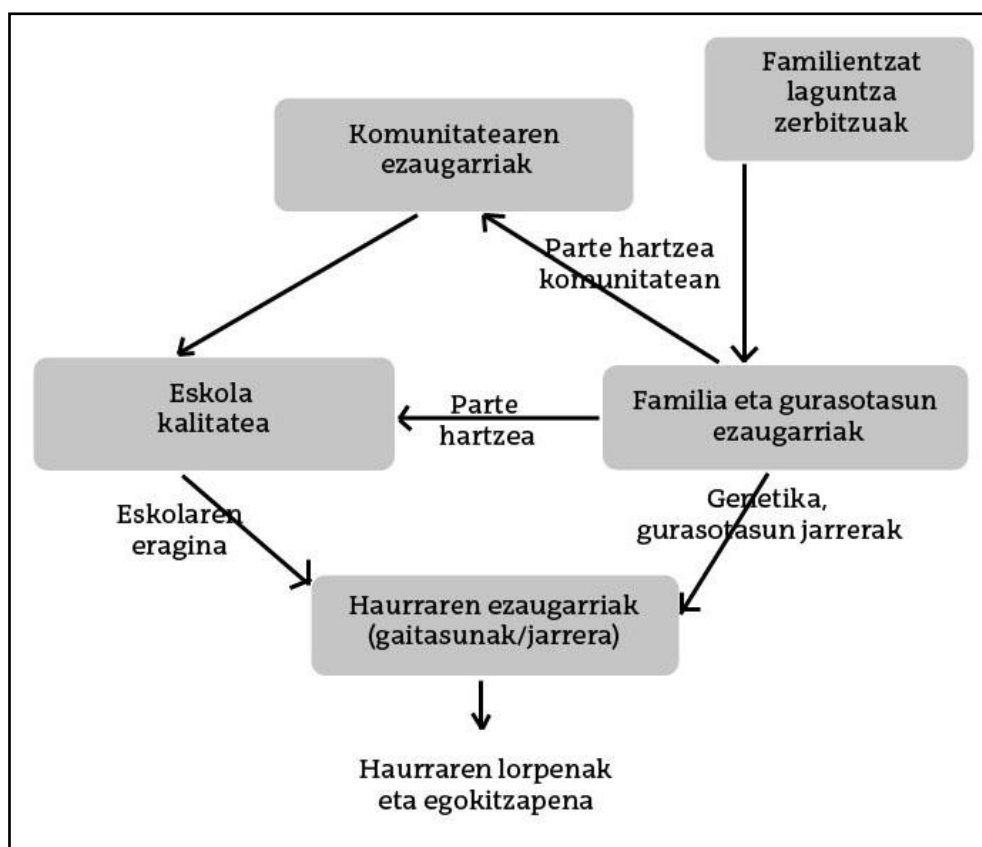 Familientzat
laguntza
zerbitzuak
Komunitatearen
ezaugarriak
Parte hartzea
komunitatean
Eskola
kalitatea
Parte
hartzea
Familia eta gurasotasun
ezaugarriak
Eskolaren
eragina
Genetika,
gurasotasun jarrerak
Haurraren ezaugarriak
(gaitasunak/jarrera)
Haurraren lorpenak
eta egokitzapena